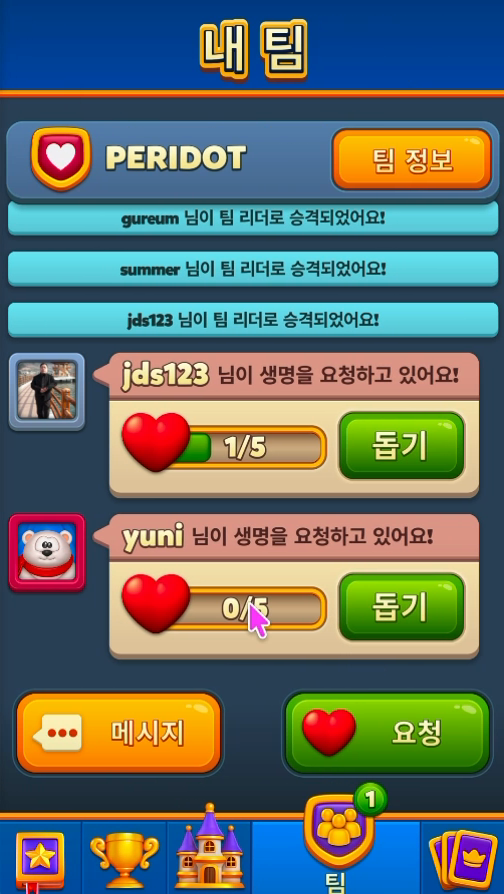 내 팀
PERIDOT
팀 정보
gureum 님이 팀 리더로 승격되었어요!
summer 님이 팀 리더로 승격되었어요!
jds123 님이 팀 리더로 승격되었어요!
jds123 님이 생명을 요청하고 있어요!
1/5
돕기
yuni 님이 생명을 요청하고 있어요!
0/5
돕기
메시지
요청
1
팀